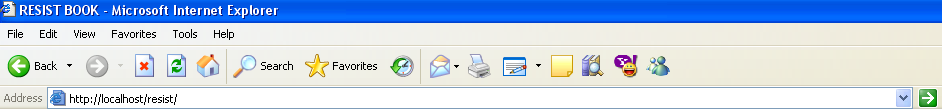 RESIST BOOK - Microsoft Internet Explorer
File Edit View Favorites Tools Help
Back Search Favorites
Address http://localhost/resist/